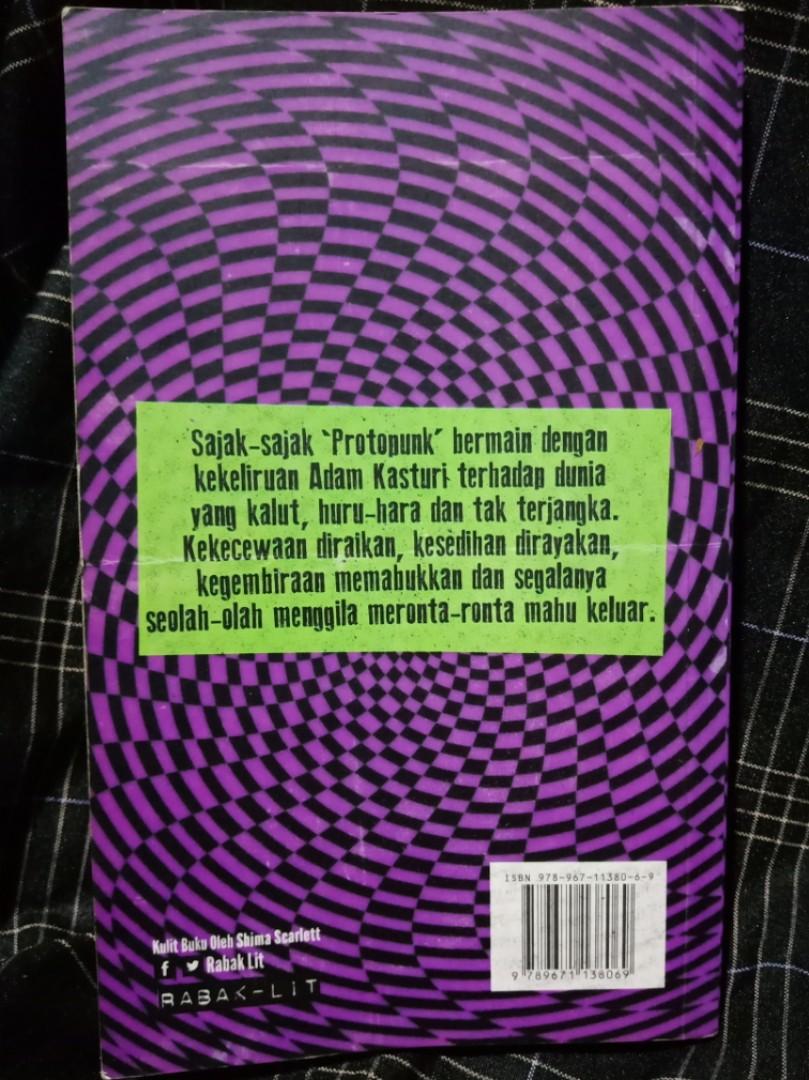 Sajak-sajak `Protopunk´ bermain dengan
kekeliruan Adam Kasturi terhadap dunia
yang kalut, huru-hara dan tak terjangka.
Kekecewaan diraikan, kesedihan dirayakan,
kegembiraan memabukkan dan segalanya
seolah-olah menggila meronta-ronta mahu keluar.
ISBN 978-967-11380-6-9
9 789671 138069
Kulit Buku Oleh Shima Scarlett
Rabak Lit
RABAK-LIT